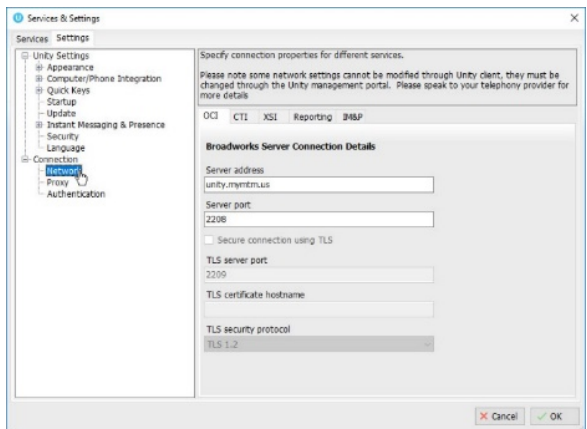 Services & Settings
Services Settings
Unity Settings
Appearance
Computer/Phone Integration
Quick Keys
Startup
Update
Instant Messaging & Presence
Security
Language
Connection
Network
Proxy
Authentication
Specify connection properties for different services.
Please note some network settings cannot be modified through Unity client, they must be
changed through the Unity management portal. Please speak to your telephony provider for
more details
OCI CTI XSI Reporting IM&P
Broadworks Server Connection Details
Server address
unity.mymtm.us
Server port
2208
Secure connection using TLS
TLS server port
2209
TLS certificate hostname
TLS security protocol
TLS 1.2
Cancel OK